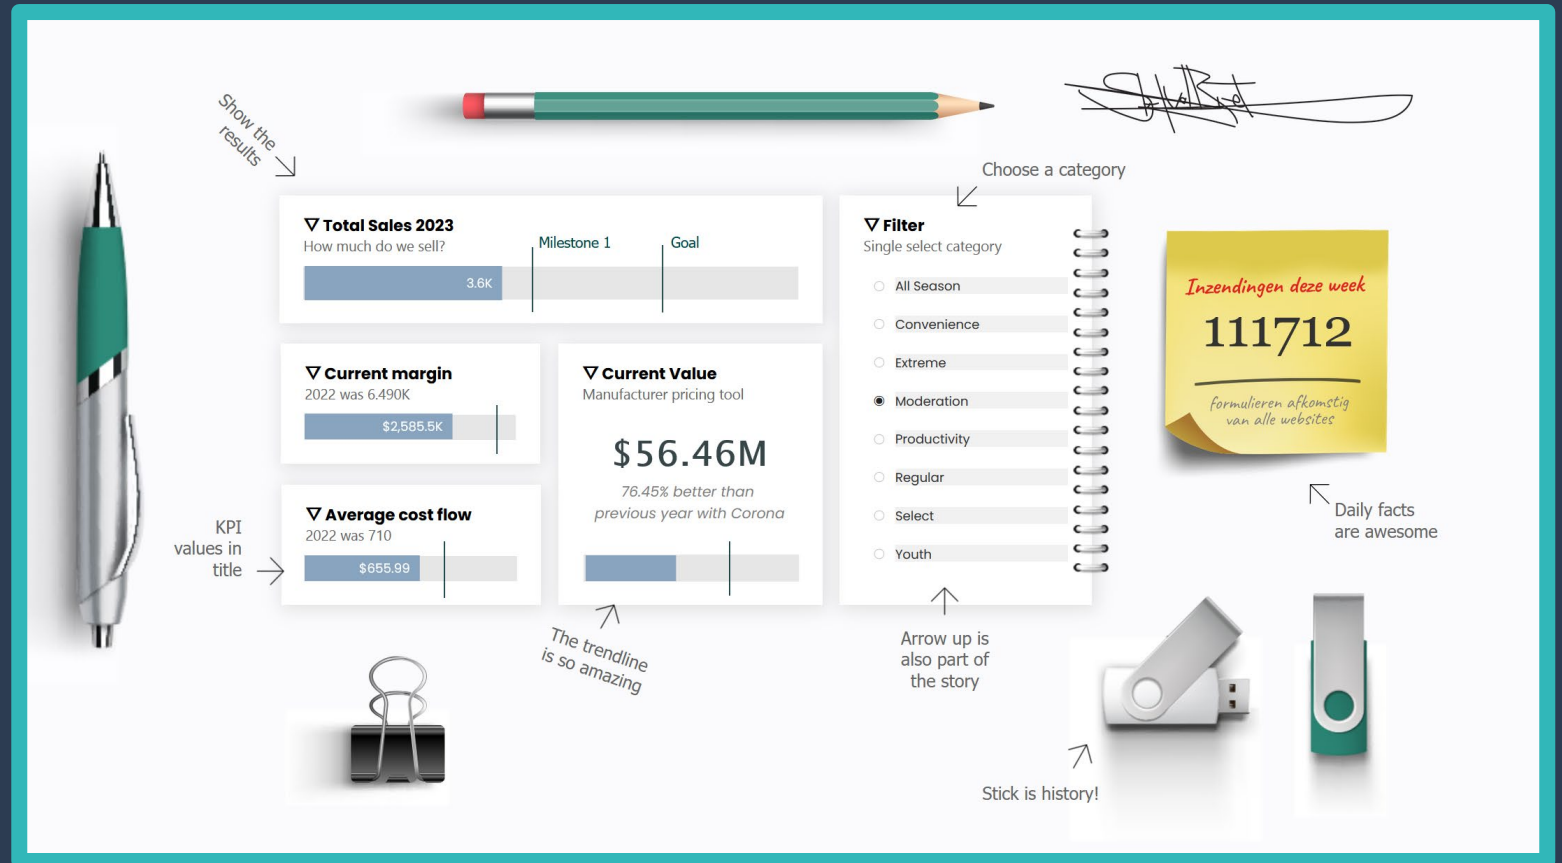 Show the
results
Choose a category
Total Sales 2023
How much do we sell?
Milestone 1
Goal
3.6K
Filter
Single select category
All Season
Convenience
Extreme
Moderation
Productivity
Regular
Select
Youth
Inzendingen deze week
111712
formulieren afkomstig
van alle websites
Current margin
2022 was 6.490K
$2,585.5K
Current Value
Manufacturer pricing tool
$56.46M
76.45% better than
previous year with Corona
Average cost flow
2022 was 710
$655.99
KPI
values in
title
Daily facts
are awesome
The trendline
is so amazing
Arrow up is
also part of
the story
Stick is history!